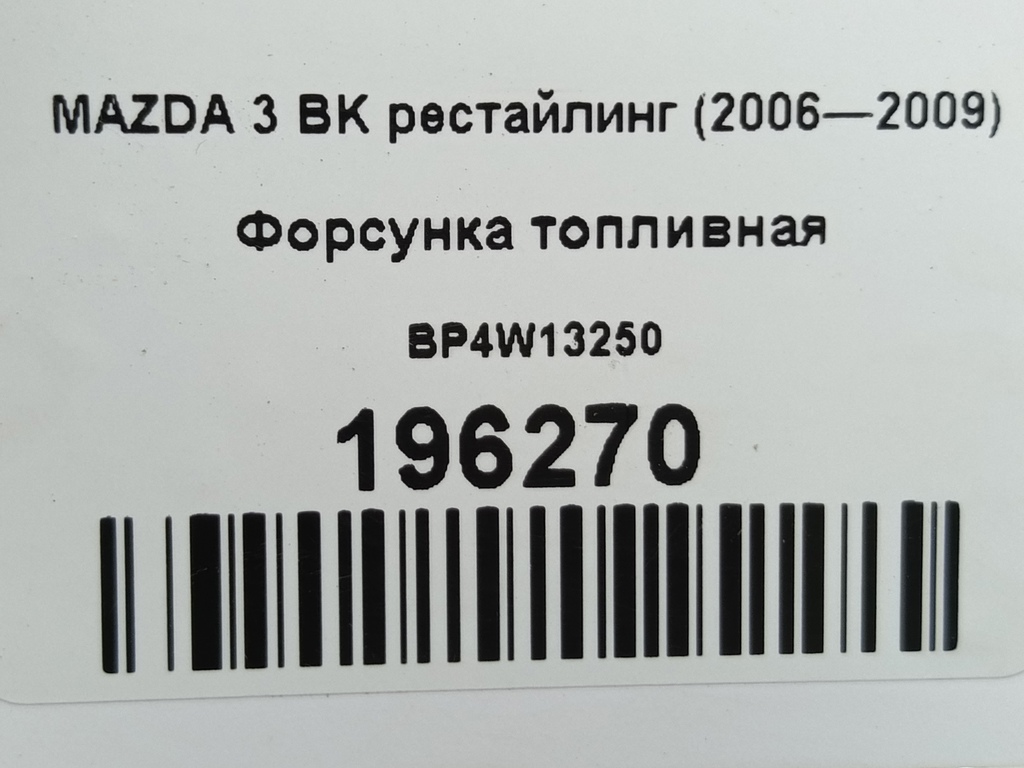 MAZDA 3 BK рестайлинг (2006—2009)
Форсунка топливная
BP4W13250
196270